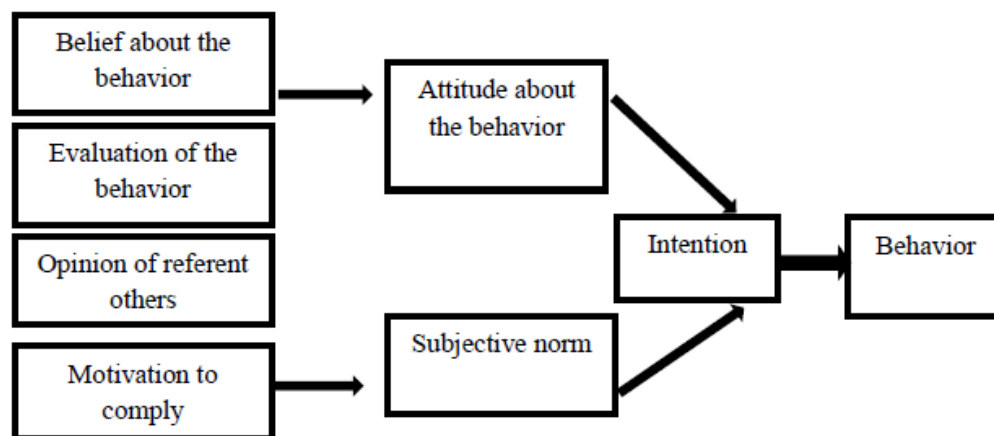 Belief about the
behavior
Evaluation of the
behavior
Opinion of referent
others
Motivation to
comply
Attitude about
the behavior
Subjective norm
Intention
Behavior